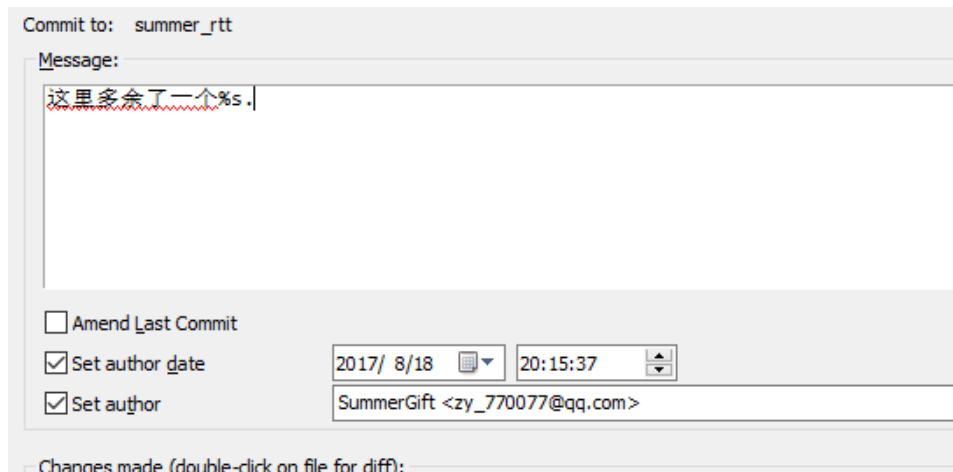 Commit to: summer_rtt
Message:
这里多余了一个%s.
Amend Last Commit
Set author date 2017/ 8/18 20:15:37
Set author SummerGift <zy_770077@qq.com>
Changes made (double-click on file for diff):